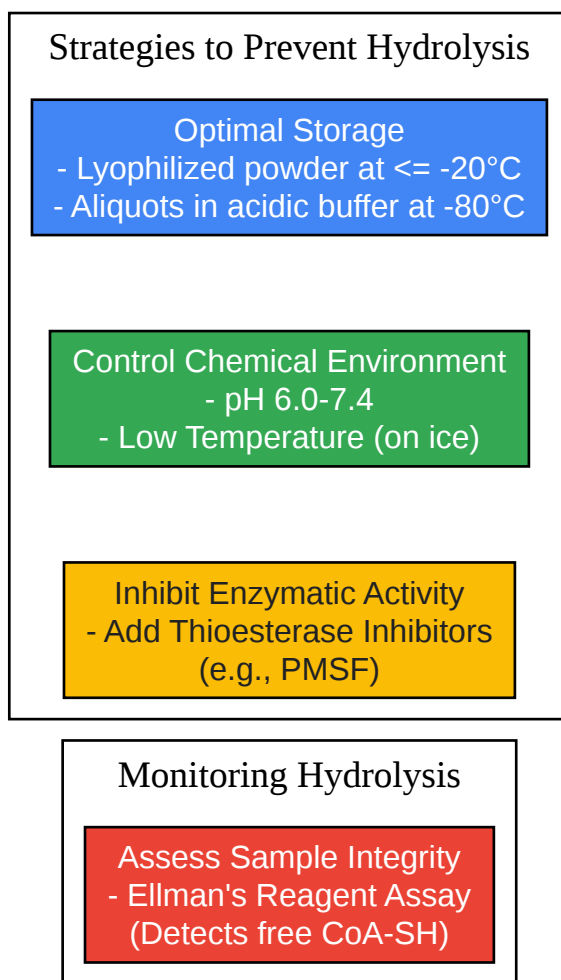 Strategies to Prevent Hydrolysis
Optimal Storage
- Lyophilized powder at <= -20°C
- Aliquots in acidic buffer at -80°C
Control Chemical Environment
- pH 6.0-7.4
- Low Temperature (on ice)
Inhibit Enzymatic Activity
- Add Thioesterase Inhibitors
(e.g., PMSF)
Monitoring Hydrolysis
Assess Sample Integrity
- Ellman's Reagent Assay
(Detects free CoA-SH)